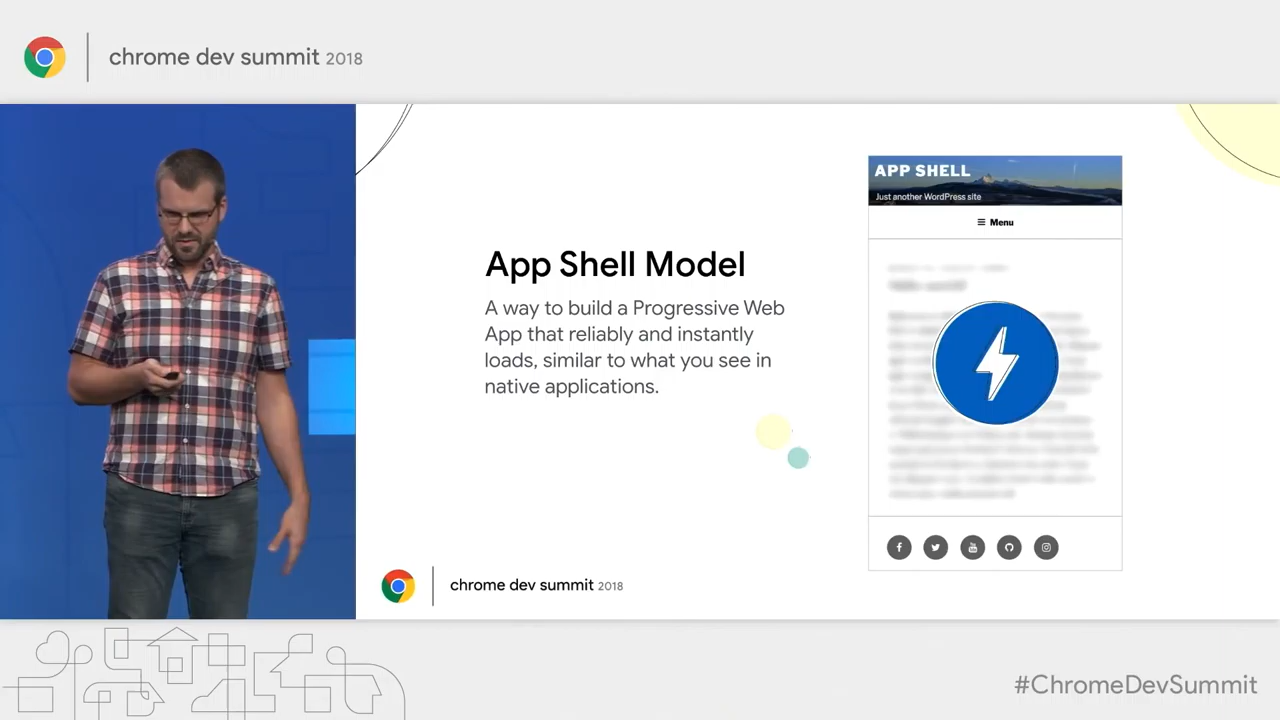 chrome dev summit 2018
App Shell Model
A way to build a Progressive Web
App that reliably and instantly
loads, similar to what you see in
native applications.
APP SHELL
Just another WordPress site
Menu
chrome dev summit 2018
#ChromeDevSummit